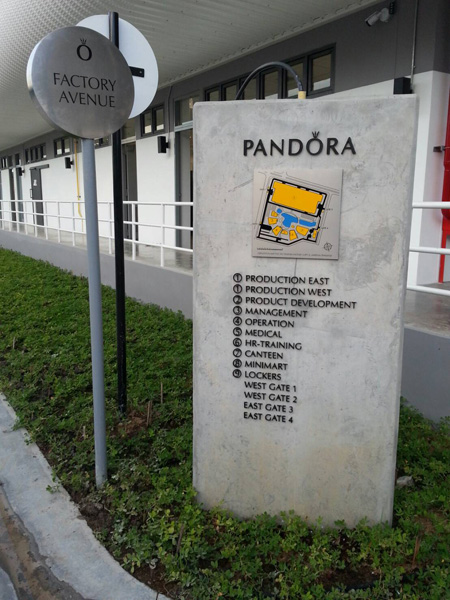 FACTORY
AVENUE
PANDORA
① PRODUCTION EAST
① PRODUCTION WEST
② PRODUCT DEVELOPMENT
③ MANAGEMENT
④ OPERATION
⑤ MEDICAL
⑥ HR-TRAINING
⑦ CANTEEN
⑧ MINIMART
⑨ LOCKERS
WEST GATE 1
WEST GATE 2
EAST GATE 3
EAST GATE 4